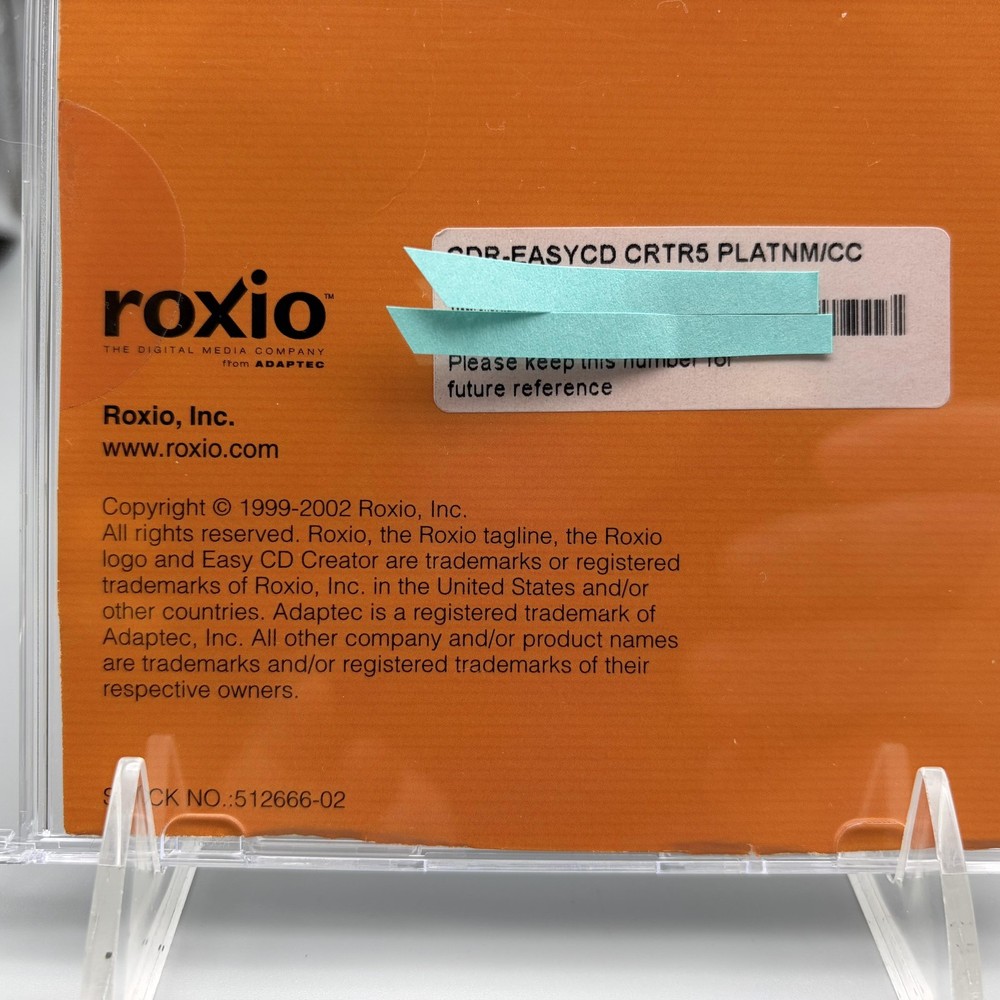 CDR-EASYCD CRTR5 PLATNM/CC
roxio™
THE DIGITAL MEDIA COMPANY
from ADAPTEC
Please keep this number for
future reference
Roxio, Inc.
www.roxio.com
Copyright © 1999-2002 Roxio, Inc.
All rights reserved. Roxio, the Roxio tagline, the Roxio
logo and Easy CD Creator are trademarks or registered
trademarks of Roxio, Inc. in the United States and/or
other countries. Adaptec is a registered trademark of
Adaptec, Inc. All other company and/or product names
are trademarks and/or registered trademarks of their
respective owners.
STOCK NO.:512666-02